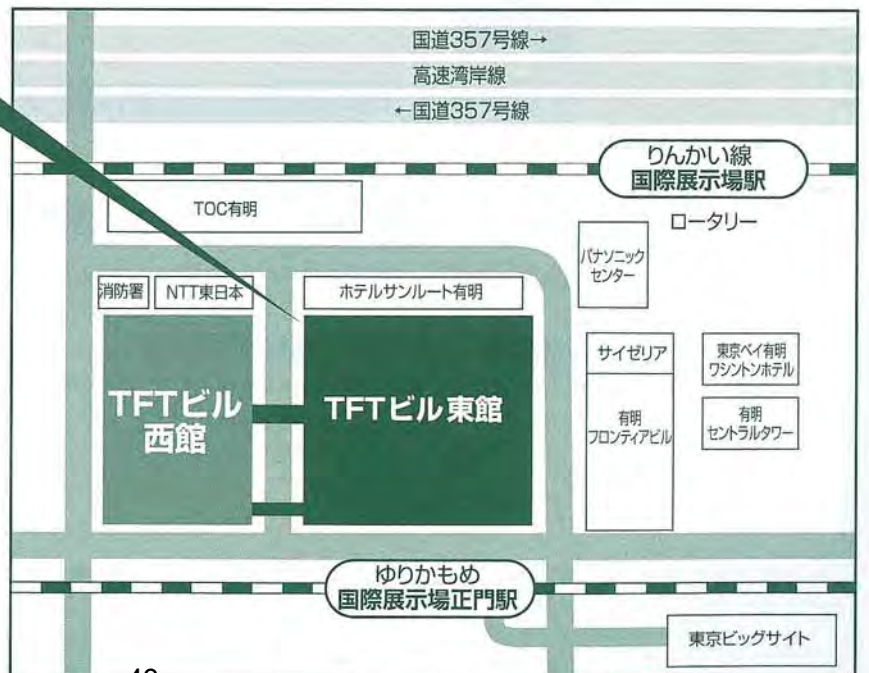 国道357号線→
高速湾岸線
←国道357号線
りんかい線
国際展示場駅
TOC有明
ロータリー
パナソニック
センター
消防署
NTT東日本
ホテルサンルート有明
サイゼリア
東京ベイ有明
ワシントンホテル
TFTビル
西館
TFTビル東館
有明
フロンティアビル
有明
セントラルタワー
ゆりかもめ
国際展示場正門駅
東京ビッグサイト